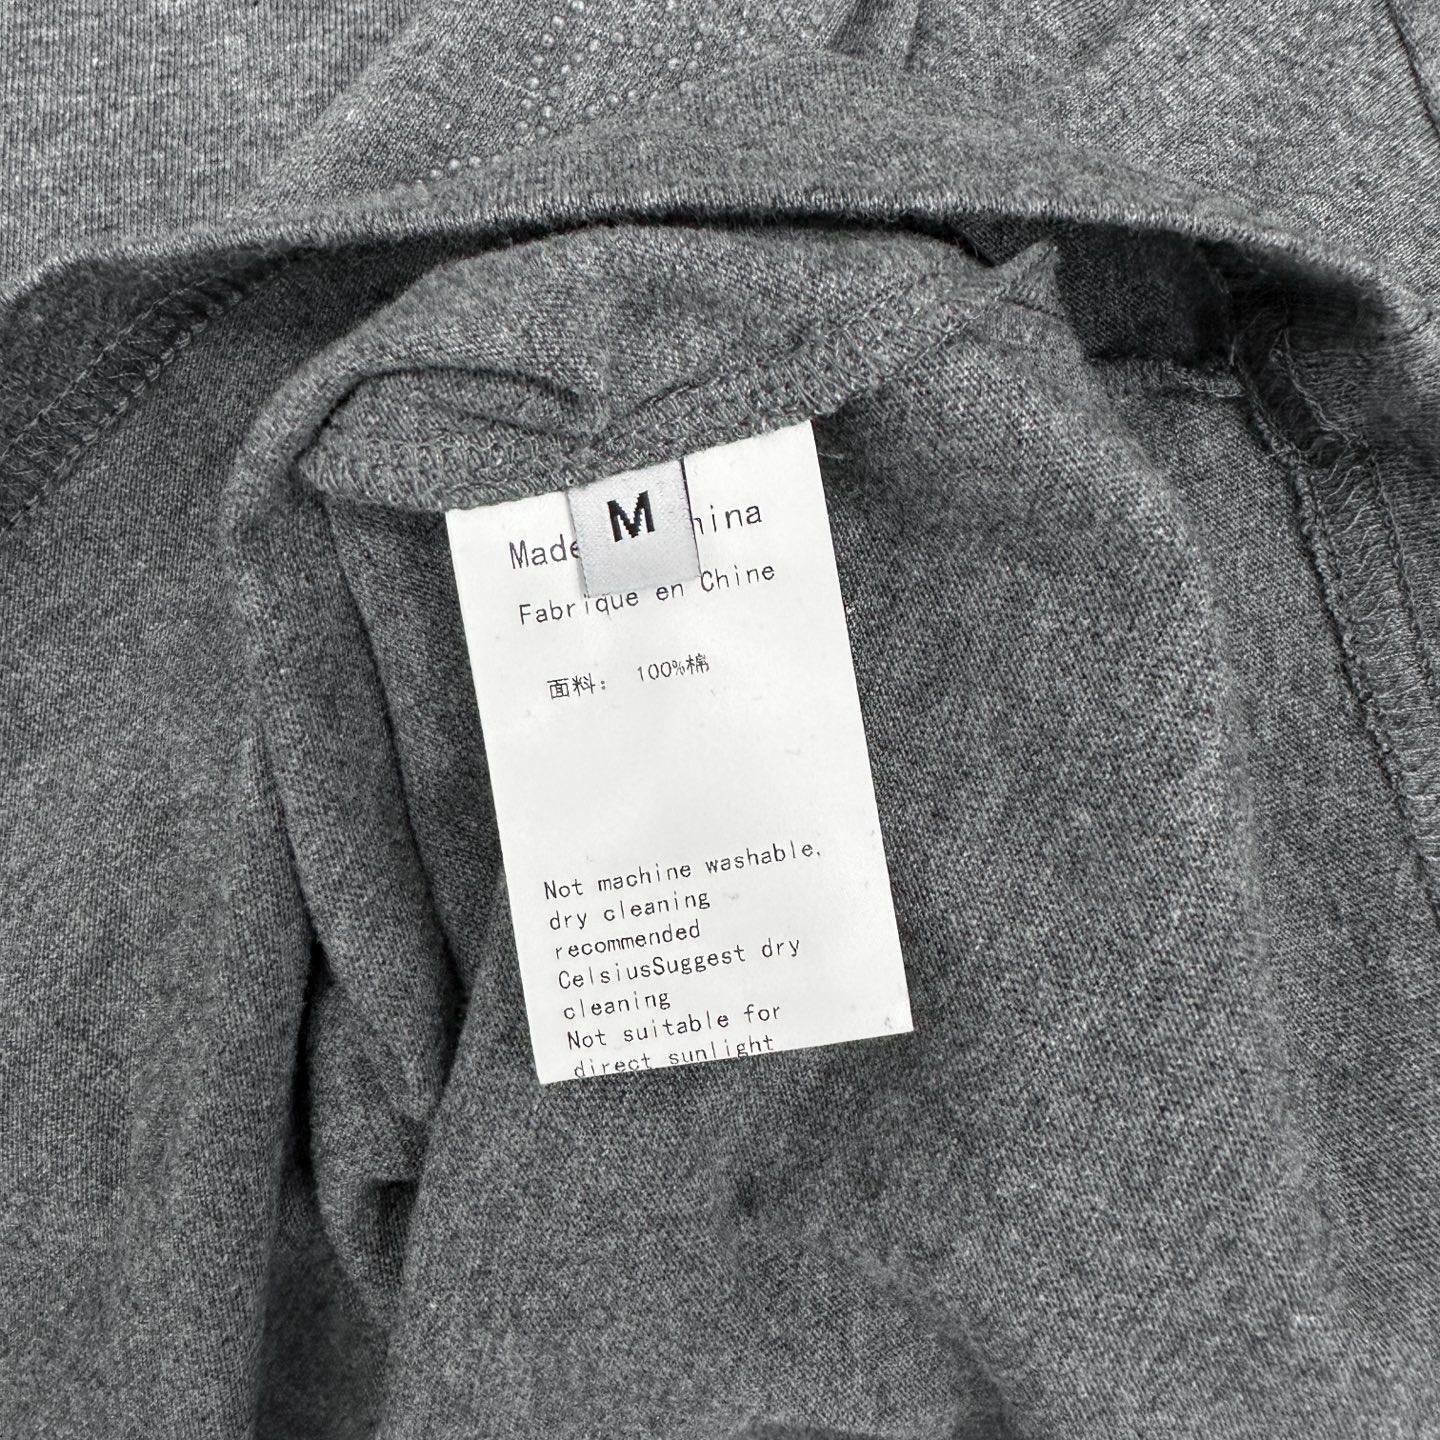 M
Made hina
Fabrique en Chine
面料： 100%棉
Not machine washable,
dry cleaning
recommended
CelsiusSuggest dry
cleaning
Not suitable for
direct sunlight